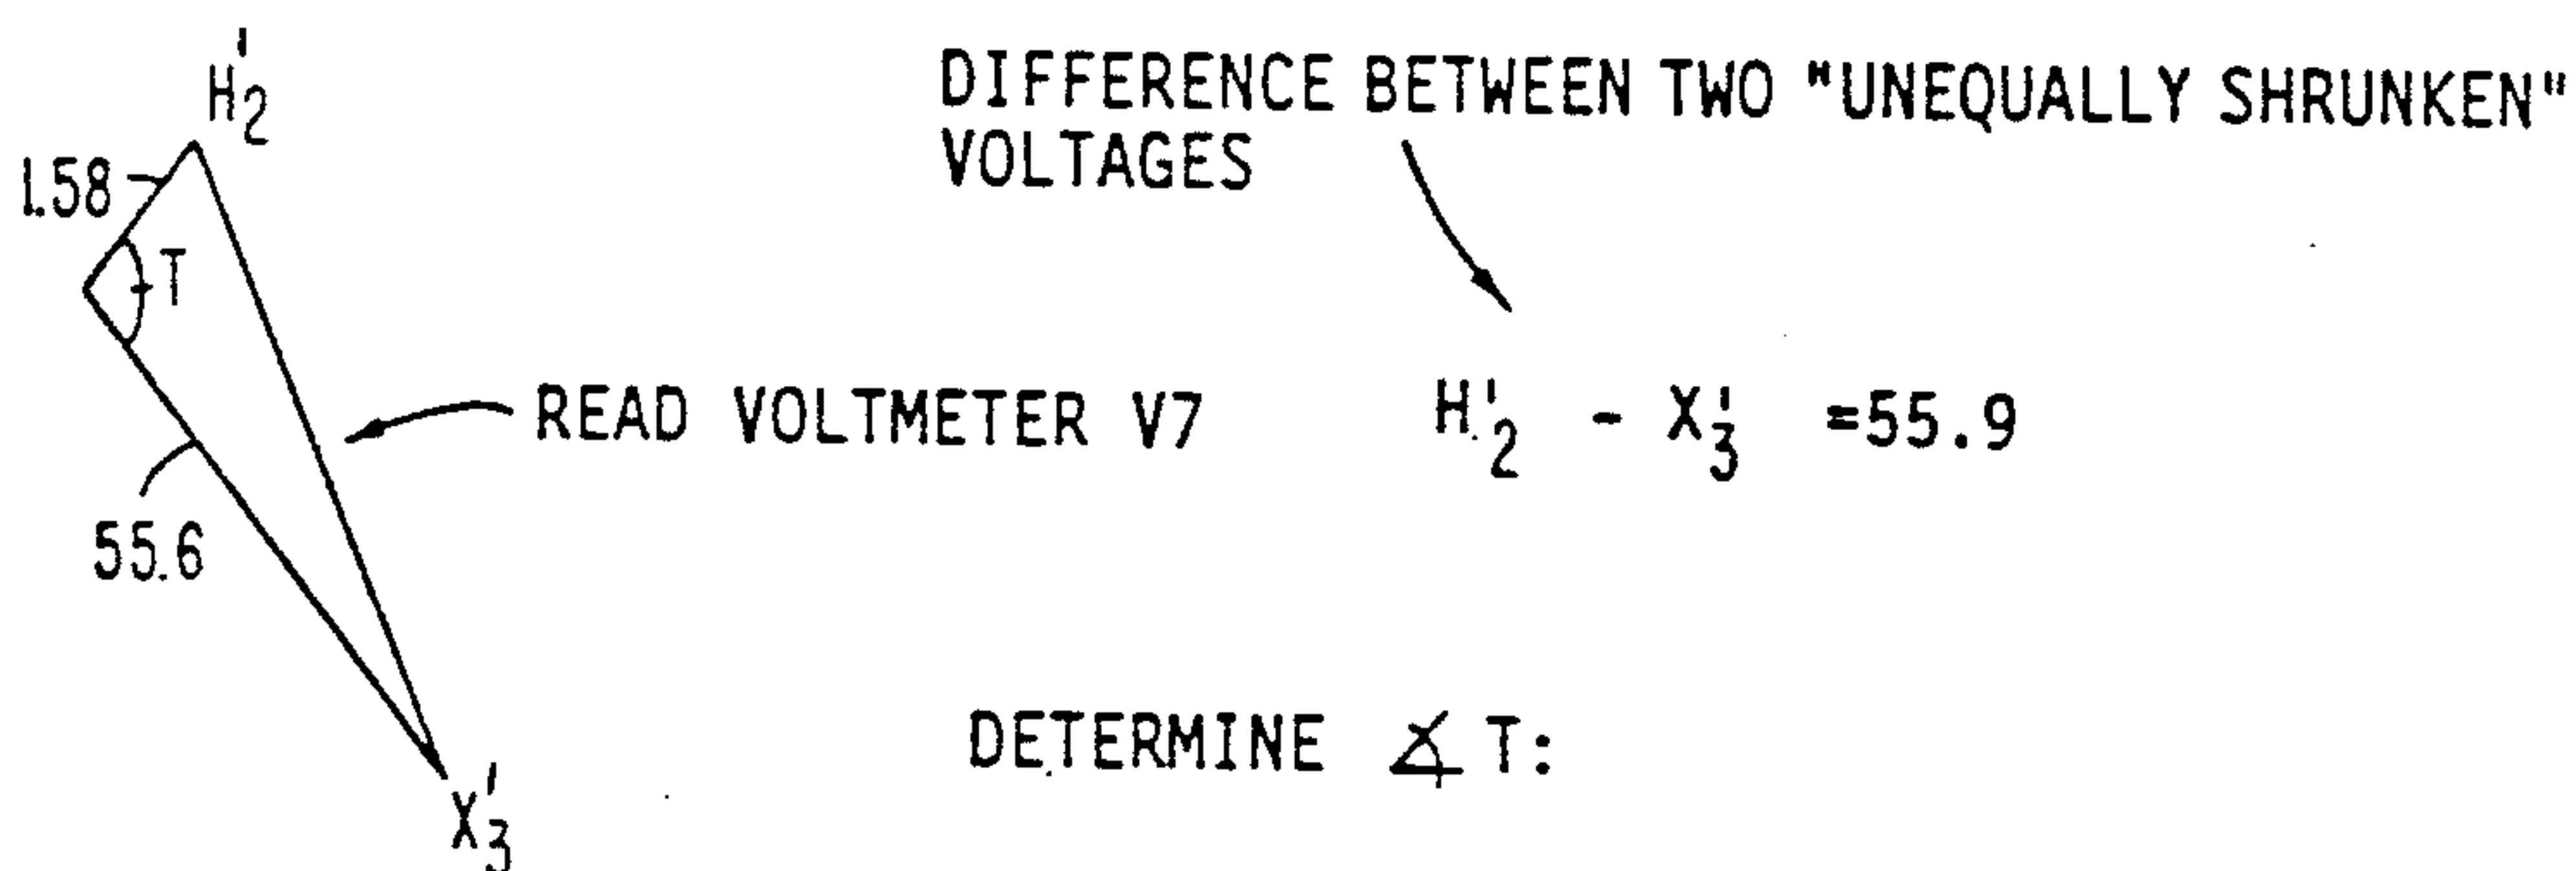 H'2
1.58
T
55.6
X'3
READ VOLTMETER V7
DIFFERENCE BETWEEN TWO "UNEQUALLY SHRUNKEN"
VOLTAGES
H'2 - X'3 =55.9
DETERMINE ∡ T: